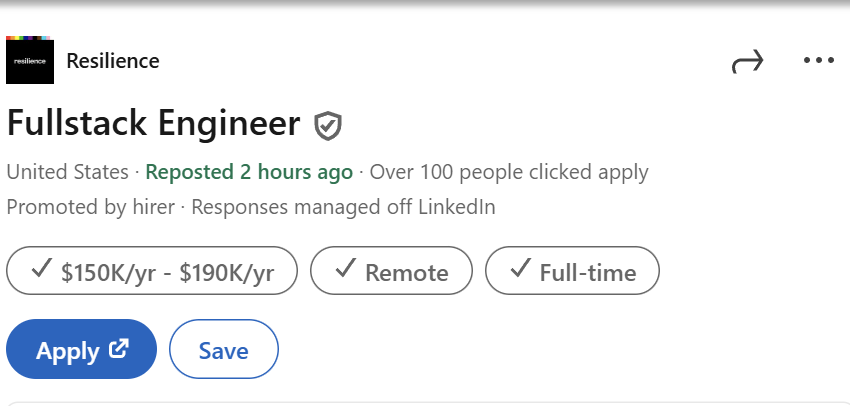 resilience
Resilience
Fullstack Engineer
United States · Reposted 2 hours ago · Over 100 people clicked apply
Promoted by hirer · Responses managed off LinkedIn
$150K/yr - $190K/yr
Remote
Full-time
Apply
Save